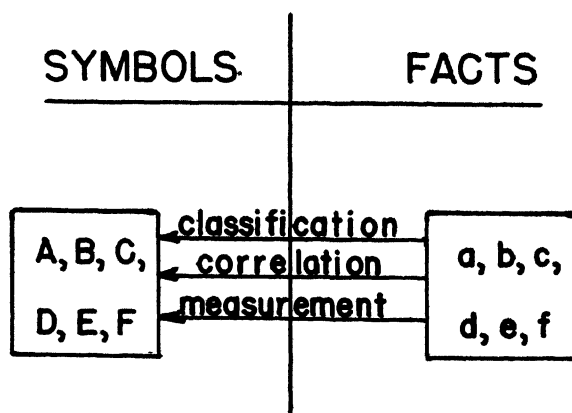 SYMBOLS FACTS
classification
A, B, C, correlation a, b, c,
measurement
D, E, F d, e, f